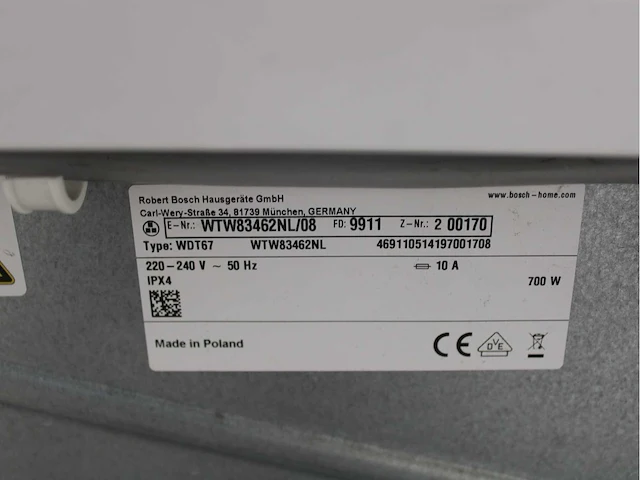 Robert Bosch Hausgeräte GmbH
www.bosch-home.com
Carl-Wery-Straße 34, 81739 München, GERMANY
E-Nr.: WTW83462NL/08 FD: 9911 Z-Nr.: 2 00170
Type: WDT67 WTW83462NL 469110514197001708
220-240 V ~ 50 Hz 10 A
IPX4 700 W
Made in Poland CE DVE